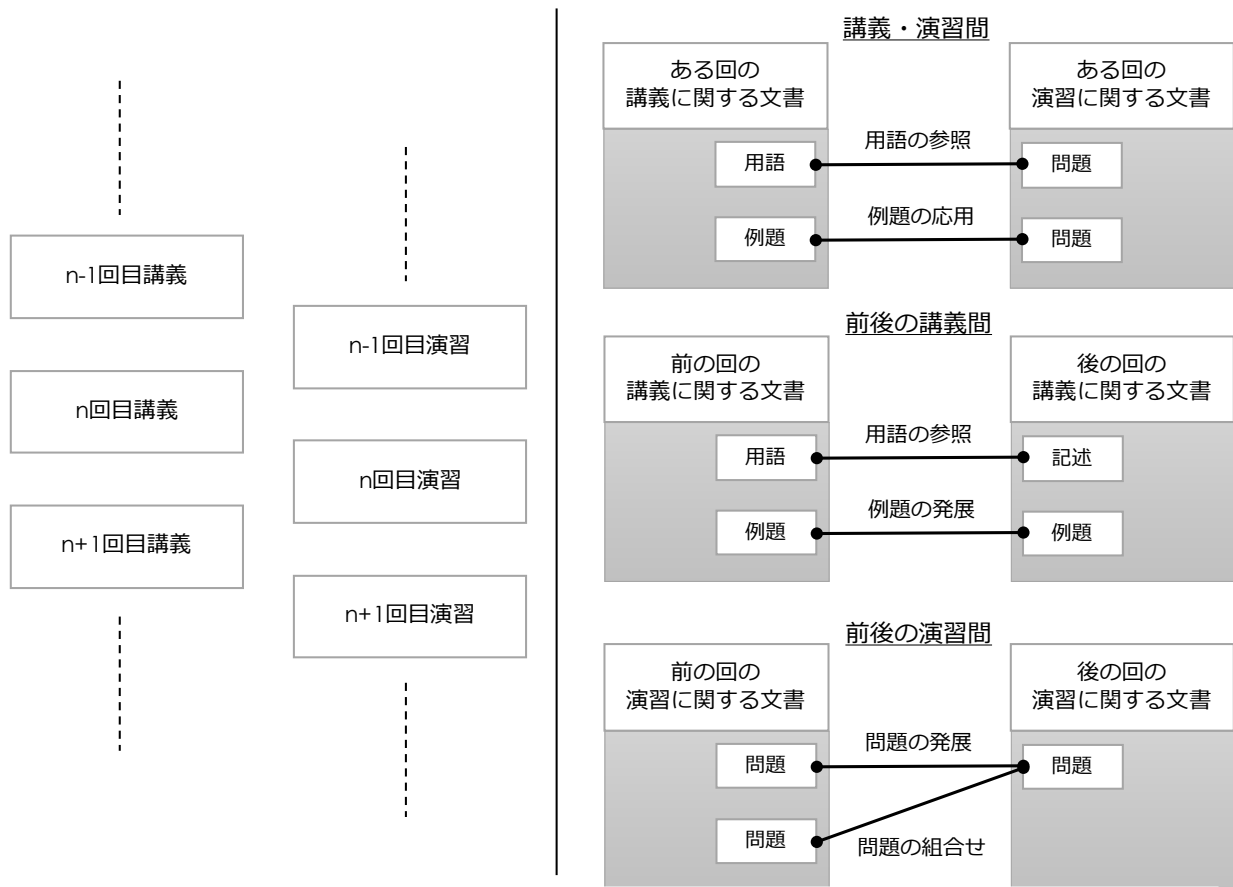 n-1回目講義
n回目講義
n+1回目講義
n-1回目演習
n回目演習
n+1回目演習
講義・演習間
ある回の
講義に関する文書
ある回の
演習に関する文書
用語
用語の参照
問題
例題
例題の応用
問題
前後の講義間
前の回の
講義に関する文書
後の回の
講義に関する文書
用語
用語の参照
記述
例題
例題の発展
例題
前後の演習間
前の回の
演習に関する文書
後の回の
演習に関する文書
問題
問題の発展
問題
問題
問題の組合せ